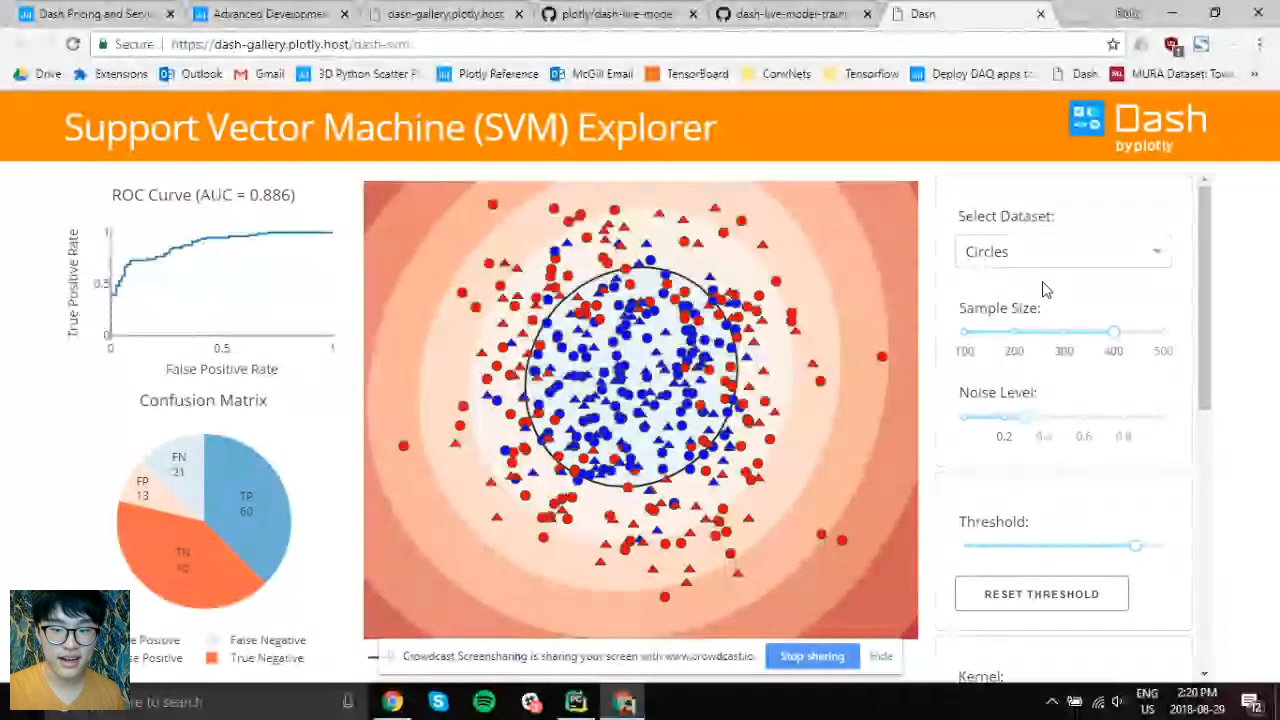 Dash Pricing and Servic
Advanced Developmen
dash-gallery.plotly.host
plotly/dash-live-mode
dash-live-model-train
Dash
Secure
https://dash-gallery.plotly.host/dash-svm
Drive
Extensions
Outlook
Gmail
3D Python Scatter P
Plotly Reference
McGill Email
TensorBoard
ConvNets
Tensorflow
Deploy DAQ apps to
Dash
MURA Dataset: Tow
Support Vector Machine (SVM) Explorer
Dash
by plotly
ROC Curve (AUC = 0.886)
True Positive Rate
1
0.5
0
0
0.5
1
False Positive Rate
Confusion Matrix
FN
21
FP
13
TP
60
TN
False Negative
True Negative
Select Dataset:
Circles
Sample Size:
100 200 300 400 500
Noise Level:
0.2 0.4 0.6 0.8
Threshold:
RESET THRESHOLD
Kernel:
Crowdcast Screensharing is sharing your screen with www.crowdcast.io.
Stop sharing
Hide
re to search
ENG
US
2:20 PM
2018-08-29